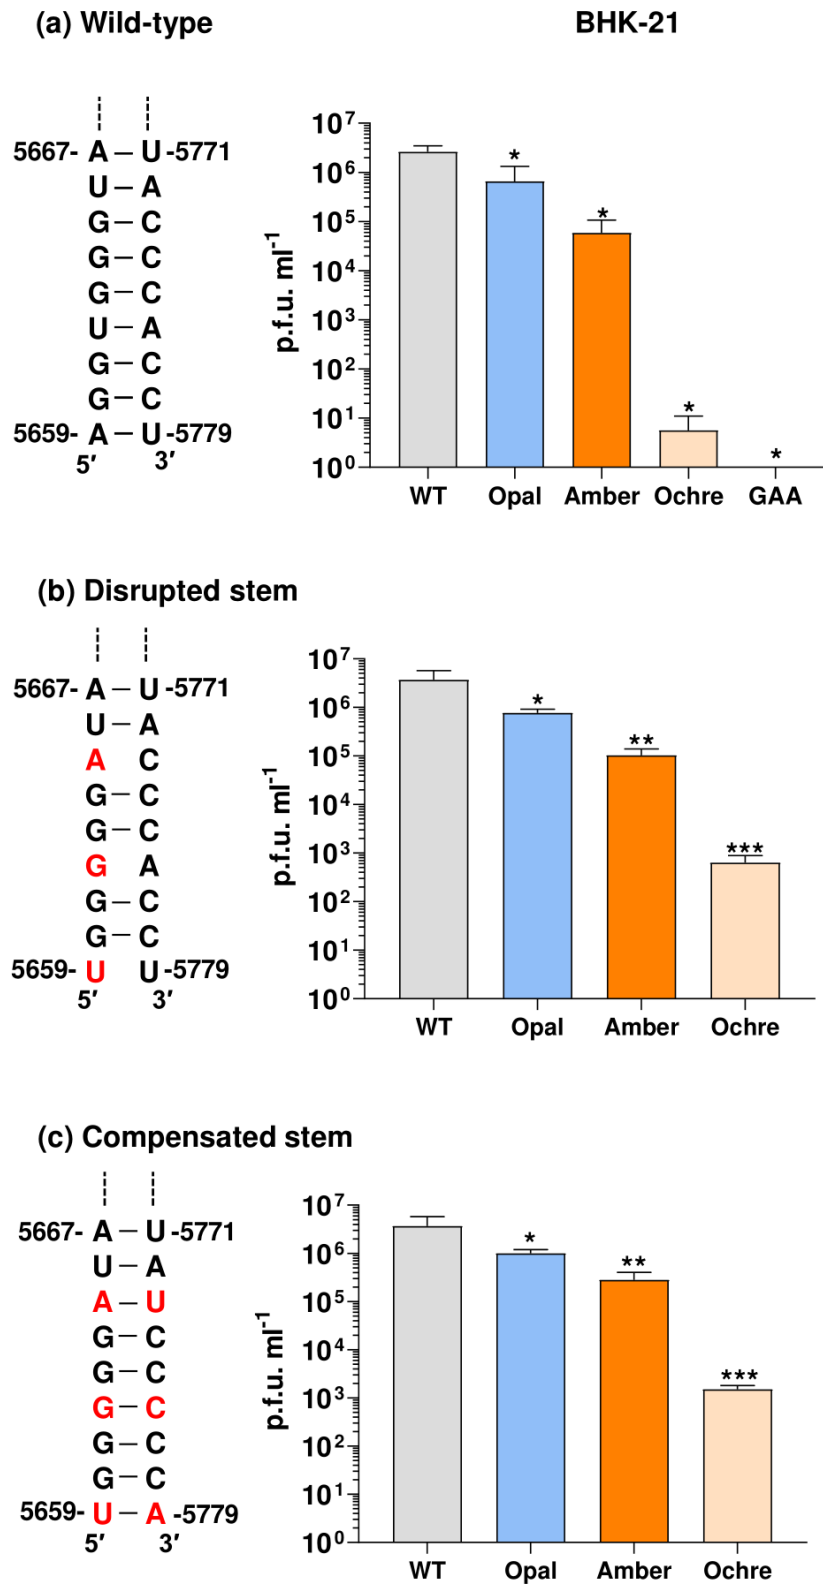 (a) Wild-type BHK-21
5667- A – U -5771
U – A
G – C
G – C
G – C
U – A
G – C
G – C
5659- A – U -5779
5′ 3′
p.f.u. ml⁻¹
10⁷
10⁶
10⁵
10⁴
10³
10²
10¹
10⁰
*
*
*
*
WT Opal Amber Ochre GAA
(b) Disrupted stem
5667- A – U -5771
U A
A C
G – C
G – C
G A
G – C
G – C
5659- U U -5779
5′ 3′
p.f.u. ml⁻¹
10⁷
10⁶
10⁵
10⁴
10³
10²
10¹
10⁰
*
**
***
WT Opal Amber Ochre
(c) Compensated stem
5667- A – U -5771
U – A
A – U
G – C
G – C
G – C
G – C
G – C
5659- U – A -5779
5′ 3′
p.f.u. ml⁻¹
10⁷
10⁶
10⁵
10⁴
10³
10²
10¹
10⁰
*
**
***
WT Opal Amber Ochre